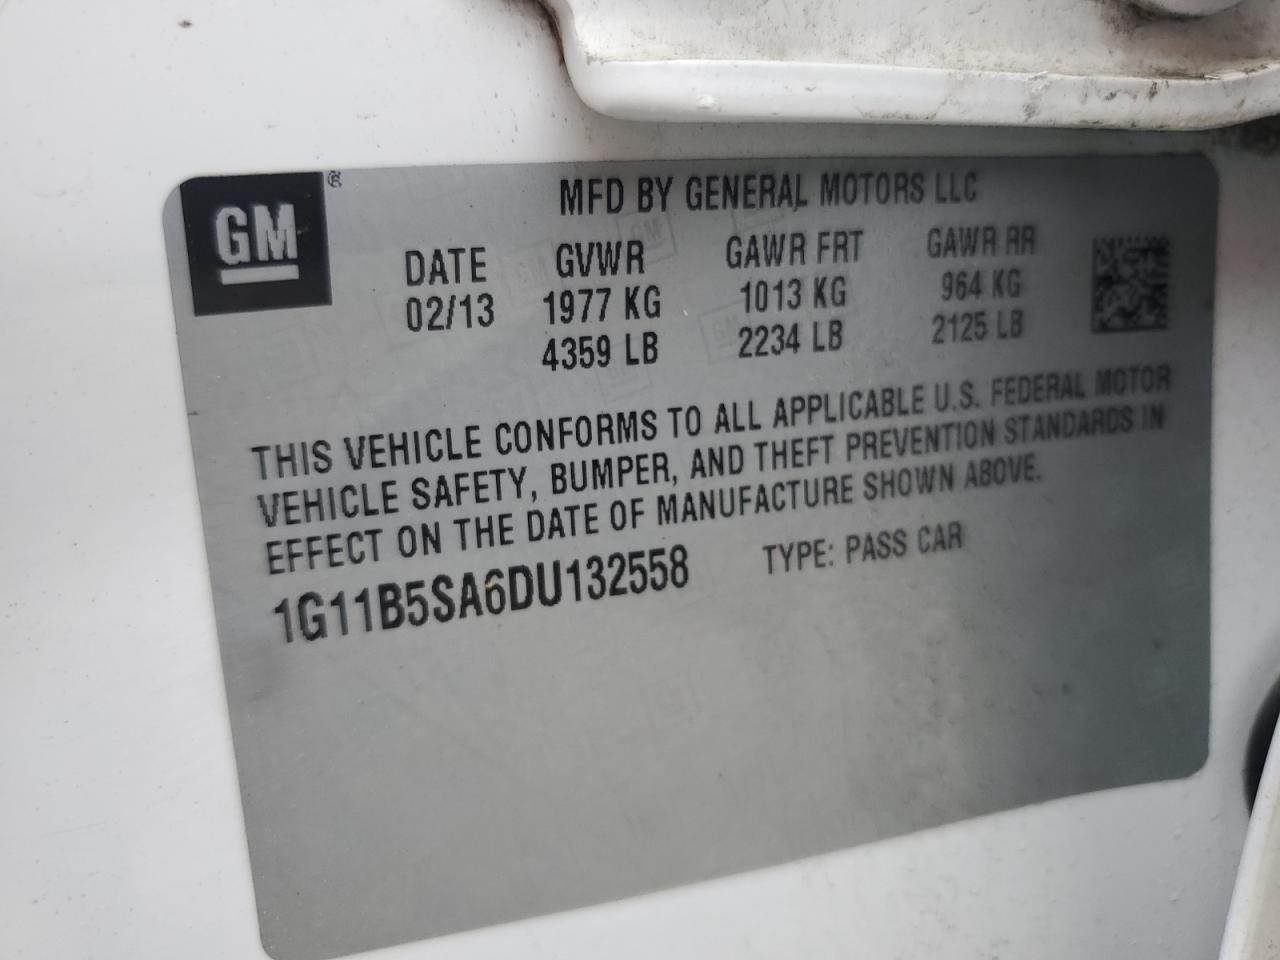 GM ®
MFD BY GENERAL MOTORS LLC
DATE GVWR GAWR FRT GAWR RR
02/13 1977 KG 1013 KG 964 KG
4359 LB 2234 LB 2125 LB
THIS VEHICLE CONFORMS TO ALL APPLICABLE U.S. FEDERAL MOTOR
VEHICLE SAFETY, BUMPER, AND THEFT PREVENTION STANDARDS IN
EFFECT ON THE DATE OF MANUFACTURE SHOWN ABOVE.
1G11B5SA6DU132558 TYPE: PASS CAR